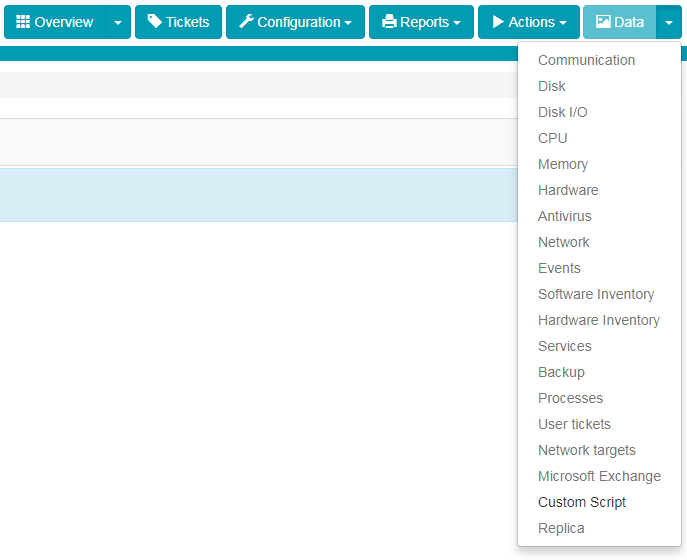 Overview Tickets Configuration Reports Actions Data
Communication
Disk
Disk I/O
CPU
Memory
Hardware
Antivirus
Network
Events
Software Inventory
Hardware Inventory
Services
Backup
Processes
User tickets
Network targets
Microsoft Exchange
Custom Script
Replica